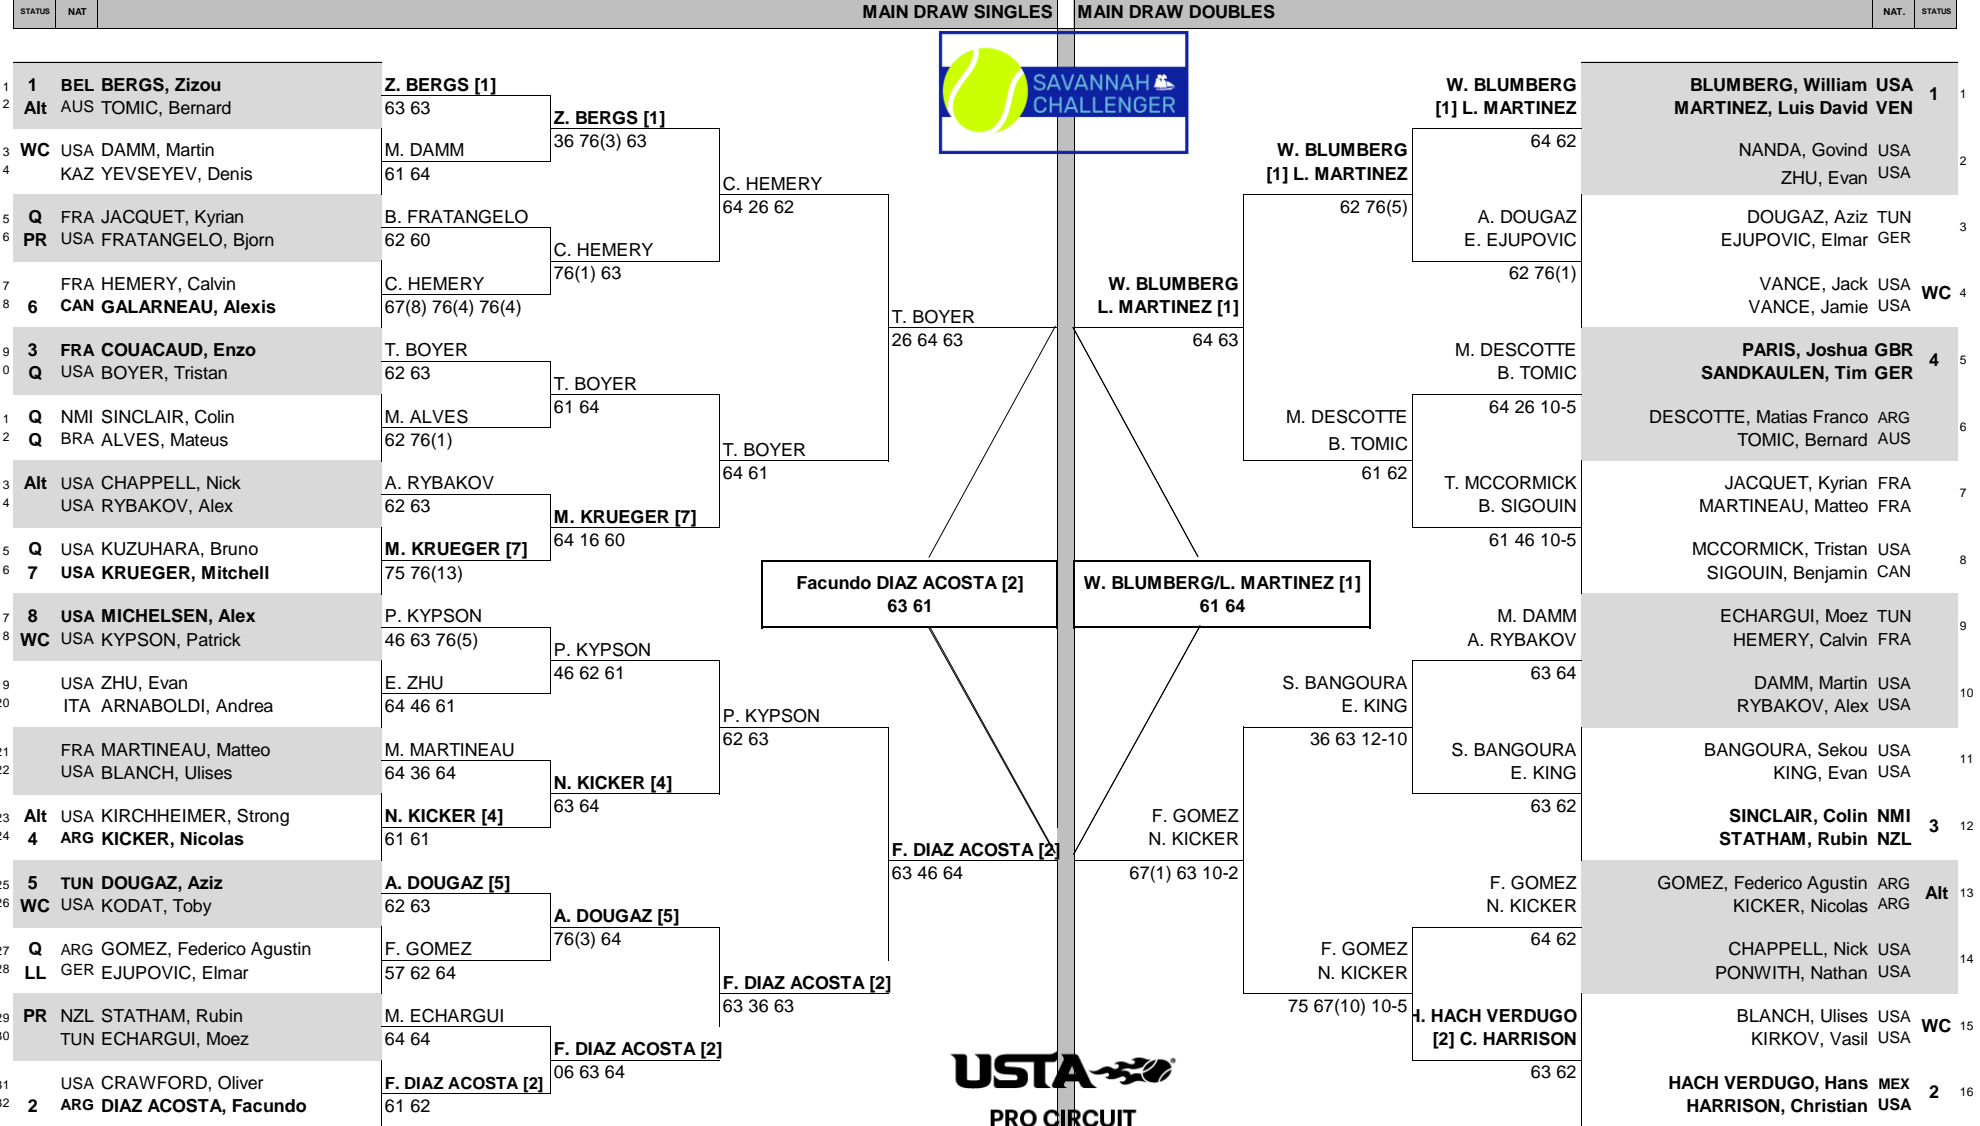 STATUS NAT MAIN DRAW SINGLES MAIN DRAW DOUBLES NAT. STATUS
SAVANNAH
CHALLENGER
1 1 BEL BERGS, Zizou
2 Alt AUS TOMIC, Bernard
3 WC USA DAMM, Martin
4 KAZ YEVSEYEV, Denis
5 Q FRA JACQUET, Kyrian
6 PR USA FRATANGELO, Bjorn
7 FRA HEMERY, Calvin
8 6 CAN GALARNEAU, Alexis
9 3 FRA COUACAUD, Enzo
0 Q USA BOYER, Tristan
1 Q NMI SINCLAIR, Colin
2 Q BRA ALVES, Mateus
3 Alt USA CHAPPELL, Nick
4 USA RYBAKOV, Alex
5 Q USA KUZUHARA, Bruno
6 7 USA KRUEGER, Mitchell
7 8 USA MICHELSEN, Alex
8 WC USA KYPSON, Patrick
9 USA ZHU, Evan
20 ITA ARNABOLDI, Andrea
21 FRA MARTINEAU, Matteo
22 USA BLANCH, Ulises
23 Alt USA KIRCHHEIMER, Strong
24 4 ARG KICKER, Nicolas
25 5 TUN DOUGAZ, Aziz
26 WC USA KODAT, Toby
27 Q ARG GOMEZ, Federico Agustin
28 LL GER EJUPOVIC, Elmar
29 PR NZL STATHAM, Rubin
30 TUN ECHARGUI, Moez
31 USA CRAWFORD, Oliver
32 2 ARG DIAZ ACOSTA, Facundo
Z. BERGS [1]
63 63
M. DAMM
61 64
B. FRATANGELO
62 60
C. HEMERY
67(8) 76(4) 76(4)
T. BOYER
62 63
M. ALVES
62 76(1)
A. RYBAKOV
62 63
M. KRUEGER [7]
75 76(13)
P. KYPSON
46 63 76(5)
E. ZHU
64 46 61
M. MARTINEAU
64 36 64
N. KICKER [4]
61 61
A. DOUGAZ [5]
62 63
F. GOMEZ
57 62 64
M. ECHARGUI
64 64
F. DIAZ ACOSTA [2]
61 62
Z. BERGS [1]
36 76(3) 63
C. HEMERY
76(1) 63
T. BOYER
61 64
M. KRUEGER [7]
64 16 60
P. KYPSON
46 62 61
N. KICKER [4]
63 64
A. DOUGAZ [5]
76(3) 64
F. DIAZ ACOSTA [2]
06 63 64
C. HEMERY
64 26 62
T. BOYER
64 61
P. KYPSON
62 63
F. DIAZ ACOSTA [2]
63 36 63
T. BOYER
26 64 63
F. DIAZ ACOSTA [2]
63 46 64
Facundo DIAZ ACOSTA [2]
63 61
W. BLUMBERG/L. MARTINEZ [1]
61 64
W. BLUMBERG
L. MARTINEZ [1]
64 63
F. GOMEZ
N. KICKER
67(1) 63 10-2
W. BLUMBERG
[1] L. MARTINEZ
62 76(5)
M. DESCOTTE
B. TOMIC
61 62
S. BANGOURA
E. KING
36 63 12-10
F. GOMEZ
N. KICKER
75 67(10) 10-5
W. BLUMBERG
[1] L. MARTINEZ
64 62
A. DOUGAZ
E. EJUPOVIC
62 76(1)
M. DESCOTTE
B. TOMIC
64 26 10-5
T. MCCORMICK
B. SIGOUIN
61 46 10-5
M. DAMM
A. RYBAKOV
63 64
S. BANGOURA
E. KING
63 62
F. GOMEZ
N. KICKER
64 62
H. HACH VERDUGO
[2] C. HARRISON
63 62
BLUMBERG, William USA 1 1
MARTINEZ, Luis David VEN
NANDA, Govind USA 2
ZHU, Evan USA
DOUGAZ, Aziz TUN 3
EJUPOVIC, Elmar GER
VANCE, Jack USA WC 4
VANCE, Jamie USA
PARIS, Joshua GBR 4 5
SANDKAULEN, Tim GER
DESCOTTE, Matias Franco ARG 6
TOMIC, Bernard AUS
JACQUET, Kyrian FRA 7
MARTINEAU, Matteo FRA
MCCORMICK, Tristan USA 8
SIGOUIN, Benjamin CAN
ECHARGUI, Moez TUN 9
HEMERY, Calvin FRA
DAMM, Martin USA 10
RYBAKOV, Alex USA
BANGOURA, Sekou USA 11
KING, Evan USA
SINCLAIR, Colin NMI 3 12
STATHAM, Rubin NZL
GOMEZ, Federico Agustin ARG Alt 13
KICKER, Nicolas ARG
CHAPPELL, Nick USA 14
PONWITH, Nathan USA
BLANCH, Ulises USA WC 15
KIRKOV, Vasil USA
HACH VERDUGO, Hans MEX 2 16
HARRISON, Christian USA
USTA
PRO CIRCUIT